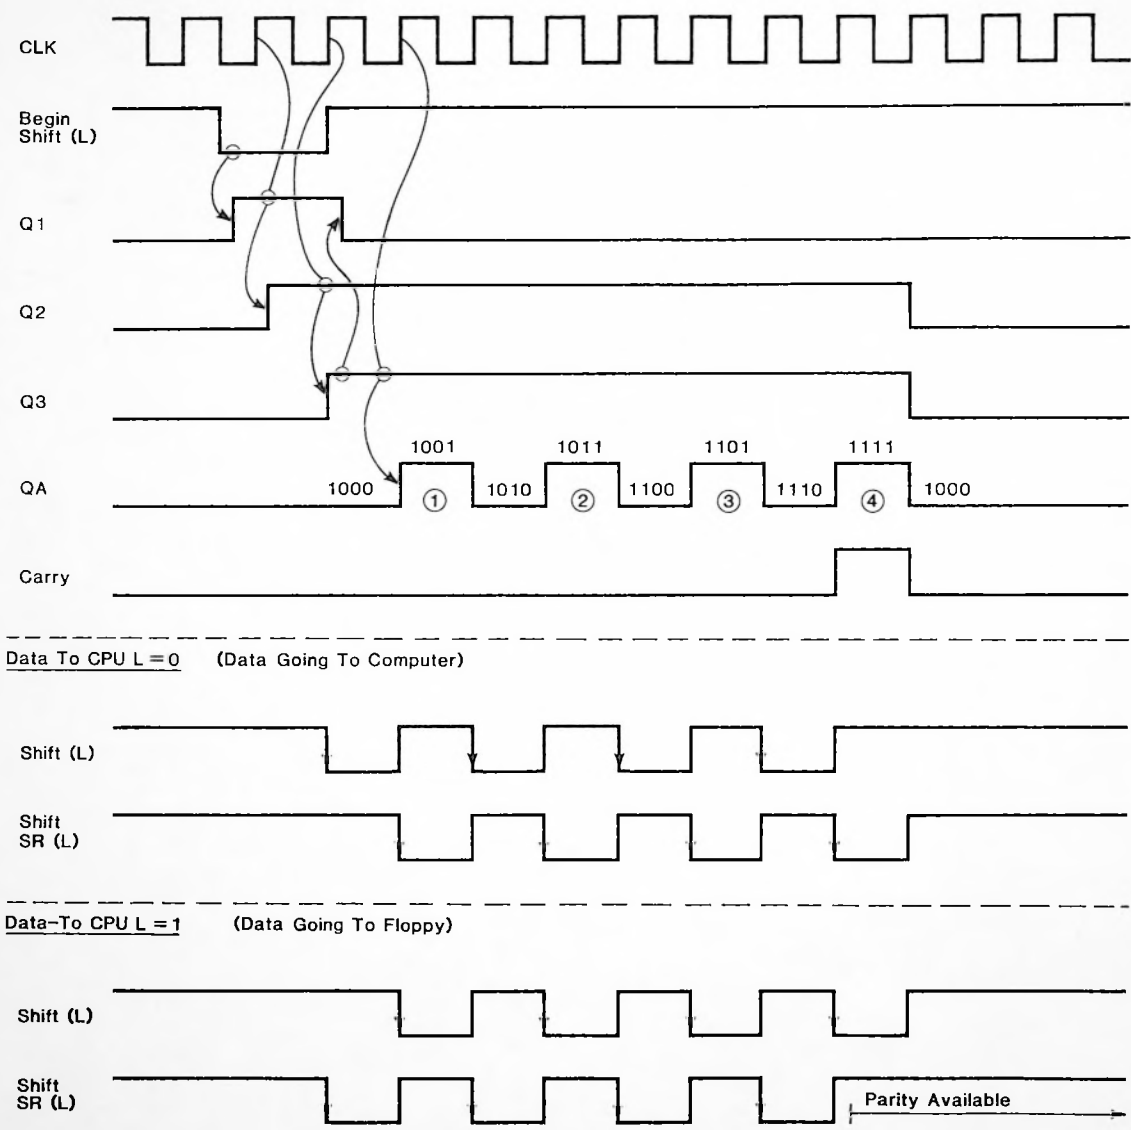 CLK
Begin
Shift (L)
Q1
Q2
Q3
1001 1011 1101 1111
QA 1000 ① 1010 ② 1100 ③ 1110 ④ 1000
Carry
Data To CPU L = 0 (Data Going To Computer)
Shift (L)
Shift
SR (L)
Data-To CPU L = 1 (Data Going To Floppy)
Shift (L)
Shift
SR (L)
Parity Available